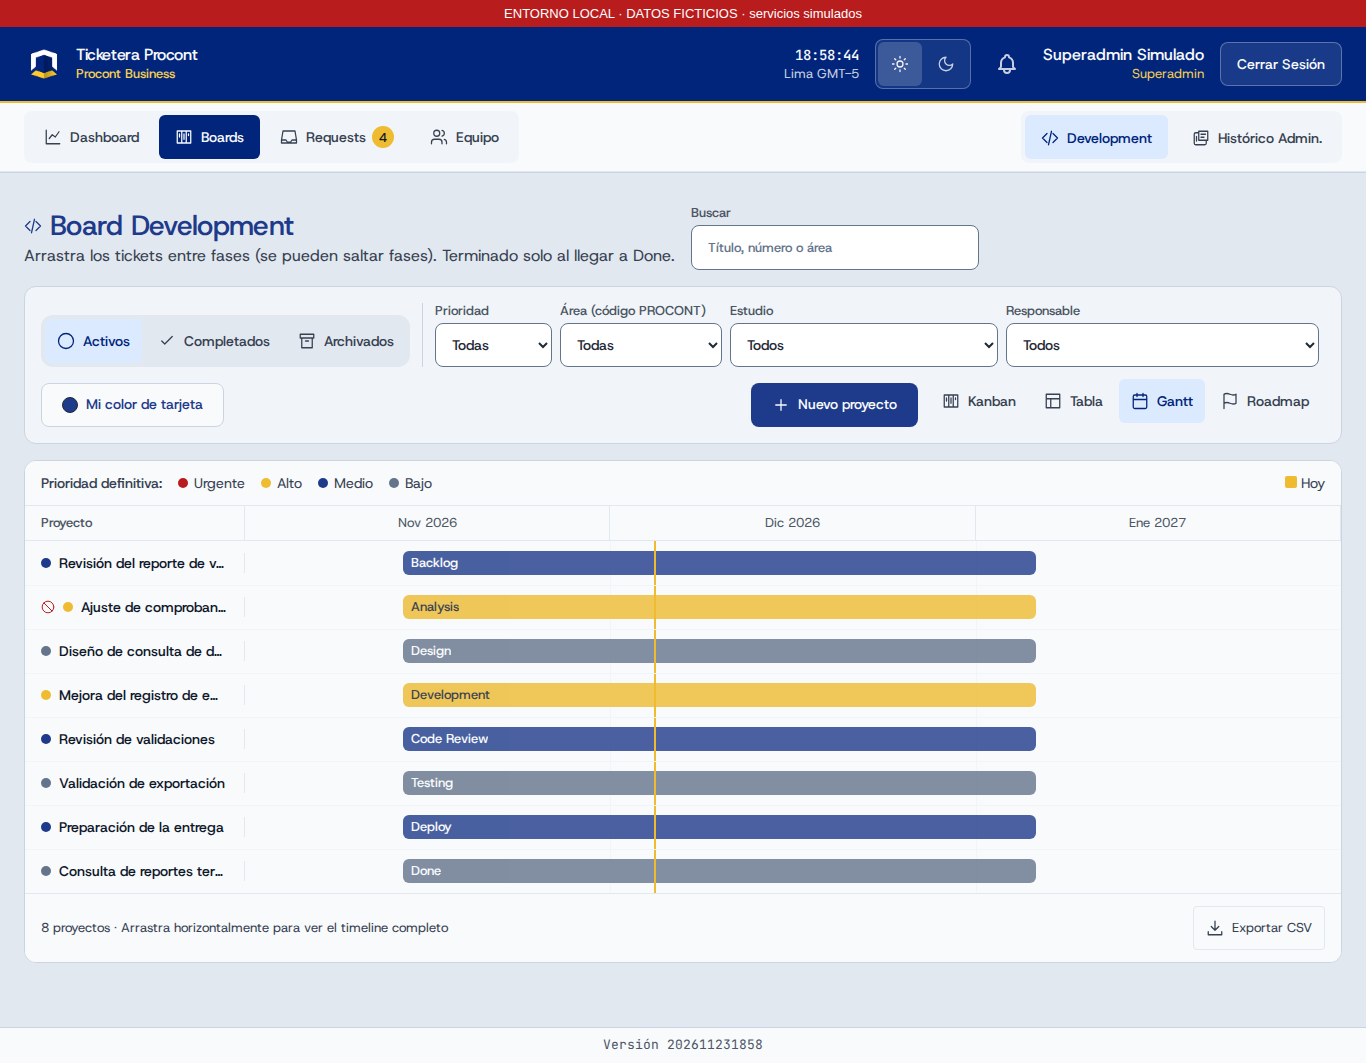 ENTORNO LOCAL · DATOS FICTICIOS · servicios simulados
Ticketera Procont
Procont Business
18:58:44
Lima GMT-5
Superadmin Simulado
Superadmin
Cerrar Sesión
Dashboard
Boards
Requests 4
Equipo
Development
Histórico Admin.
Board Development
Arrastra los tickets entre fases (se pueden saltar fases). Terminado solo al llegar a Done.
Buscar
Título, número o área
Activos
Completados
Archivados
Prioridad
Todas
Área (código PROCONT)
Todas
Estudio
Todos
Responsable
Todos
Mi color de tarjeta
Nuevo proyecto
Kanban
Tabla
Gantt
Roadmap
Prioridad definitiva: Urgente Alto Medio Bajo
Hoy
Proyecto Nov 2026 Dic 2026 Ene 2027
Revisión del reporte de v... Backlog
Ajuste de comproban... Analysis
Diseño de consulta de d... Design
Mejora del registro de e... Development
Revisión de validaciones Code Review
Validación de exportación Testing
Preparación de la entrega Deploy
Consulta de reportes ter... Done
8 proyectos · Arrastra horizontalmente para ver el timeline completo
Exportar CSV
Versión 202611231858